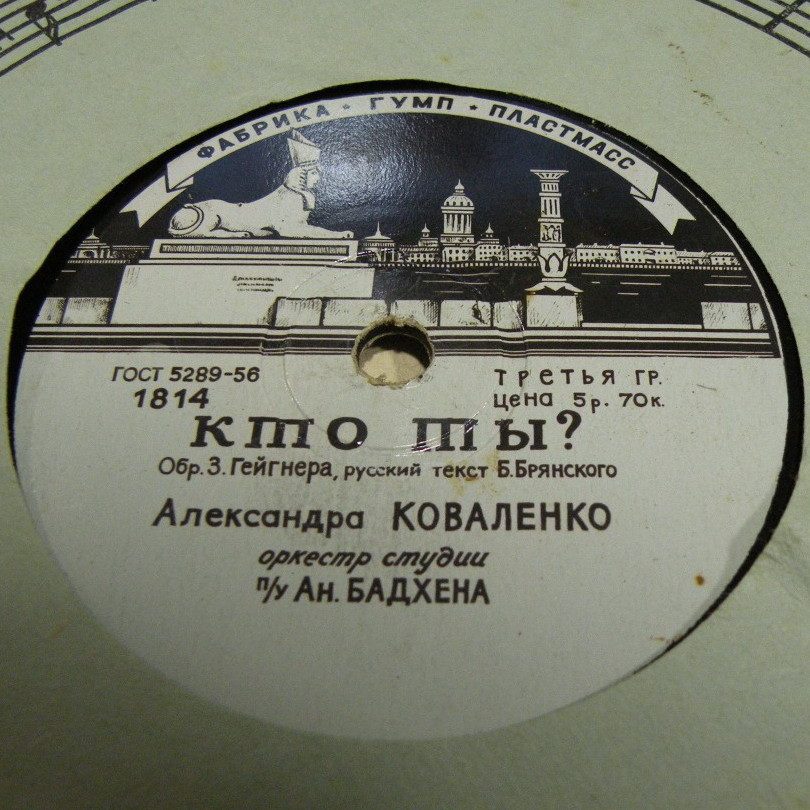 ФАБРИКА ★ ГУМП ★ ПЛАСТМАСС
ГОСТ 5289-56
1814
ТРЕТЬЯ ГР.
Цена 5р. 70к.
кто ты?
Обр. З. Гейгнера, русский текст Б. Брянского
Александра КОВАЛЕНКО
оркестр студии
п/у Ан. БАДХЕНА